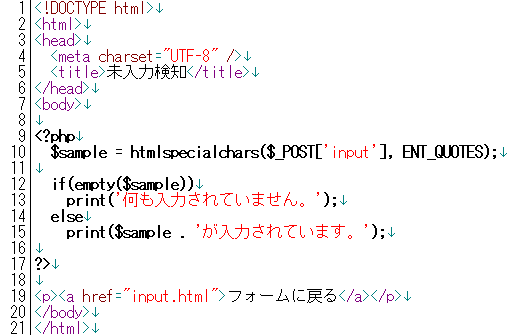 1 <!DOCTYPE html>↓
2 <html>↓
3 <head>↓
4   <meta charset="UTF-8" />↓
5   <title>未入力検知</title>↓
6 </head>↓
7 <body>↓
8 ↓
9 <?php↓
10   $sample = htmlspecialchars($_POST['input'], ENT_QUOTES);↓
11 ↓
12   if(empty($sample))↓
13     print('何も入力されていません。');↓
14   else↓
15     print($sample . 'が入力されています。');↓
16 ↓
17 ?>↓
18 ↓
19 <p><a href="input.html">フォームに戻る</a></p>↓
20 </body>↓
21 </html>↓